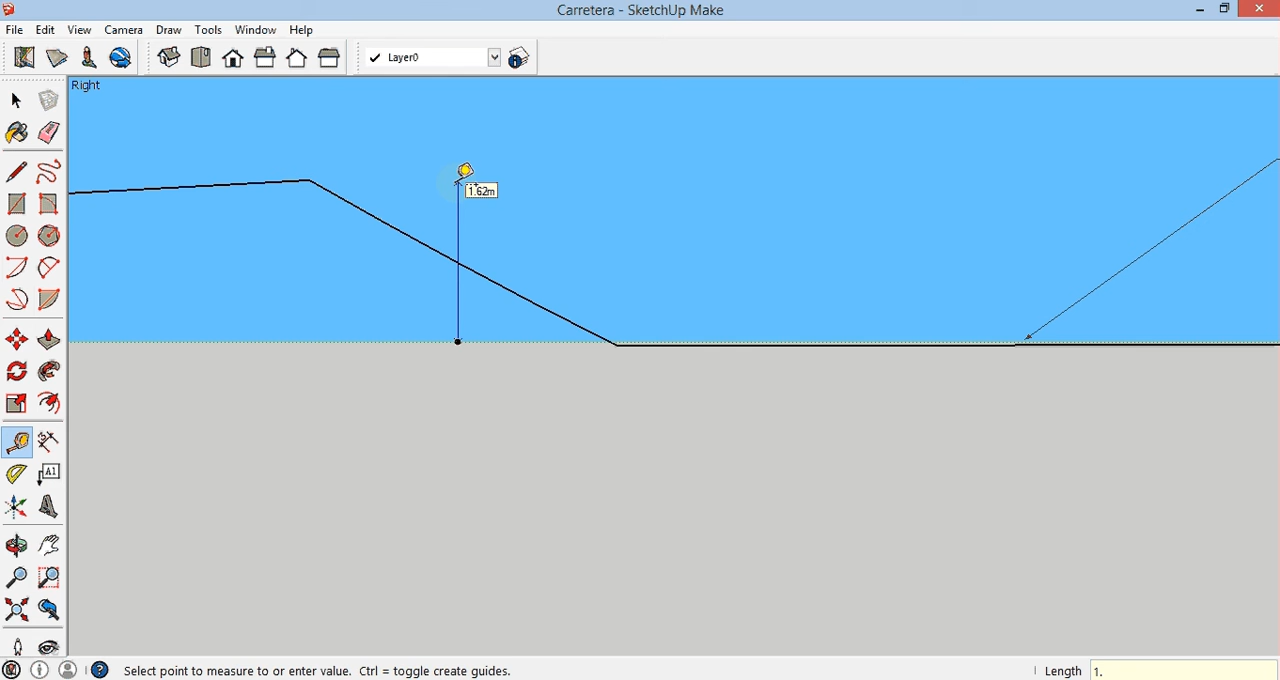 Carretera - SketchUp Make
File Edit View Camera Draw Tools Window Help
Layer0
Right
1.62m
A1
Select point to measure to or enter value. Ctrl = toggle create guides.
Length 1.